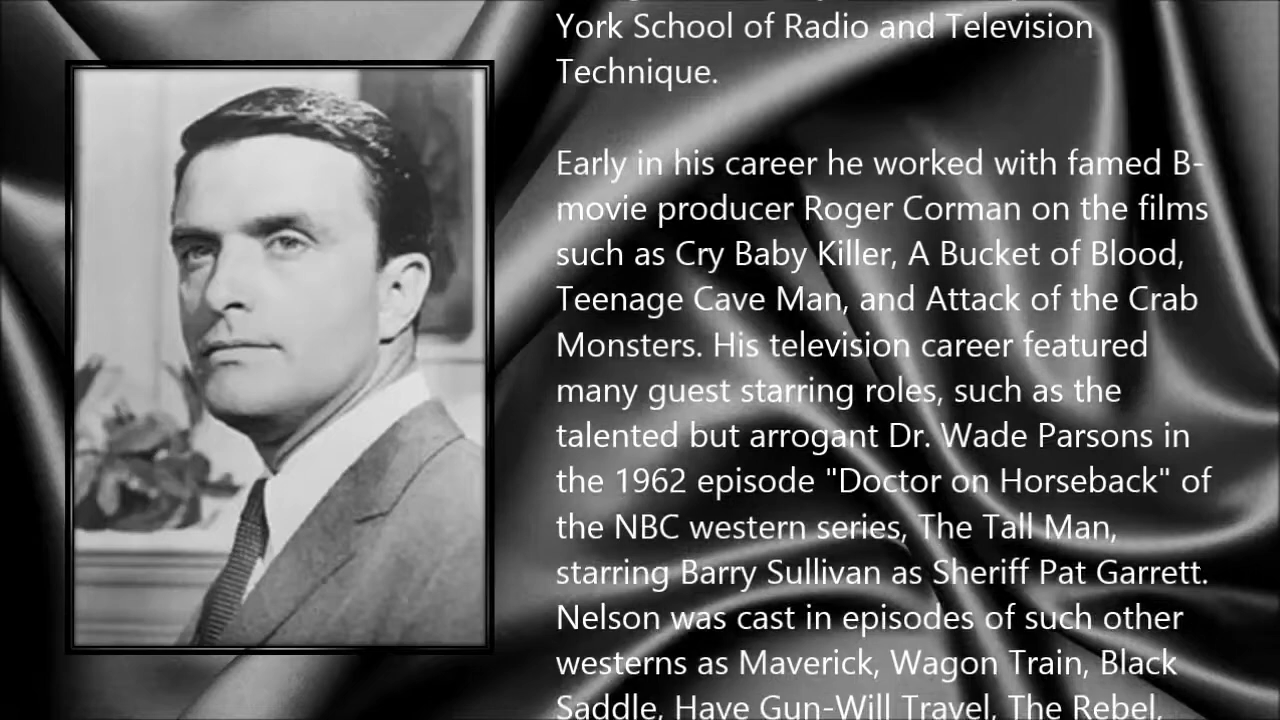 York School of Radio and Television
Technique.
Early in his career he worked with famed B-
movie producer Roger Corman on the films
such as Cry Baby Killer, A Bucket of Blood,
Teenage Cave Man, and Attack of the Crab
Monsters. His television career featured
many guest starring roles, such as the
talented but arrogant Dr. Wade Parsons in
the 1962 episode "Doctor on Horseback" of
the NBC western series, The Tall Man,
starring Barry Sullivan as Sheriff Pat Garrett.
Nelson was cast in episodes of such other
westerns as Maverick, Wagon Train, Black
Saddle, Have Gun-Will Travel, The Rebel,